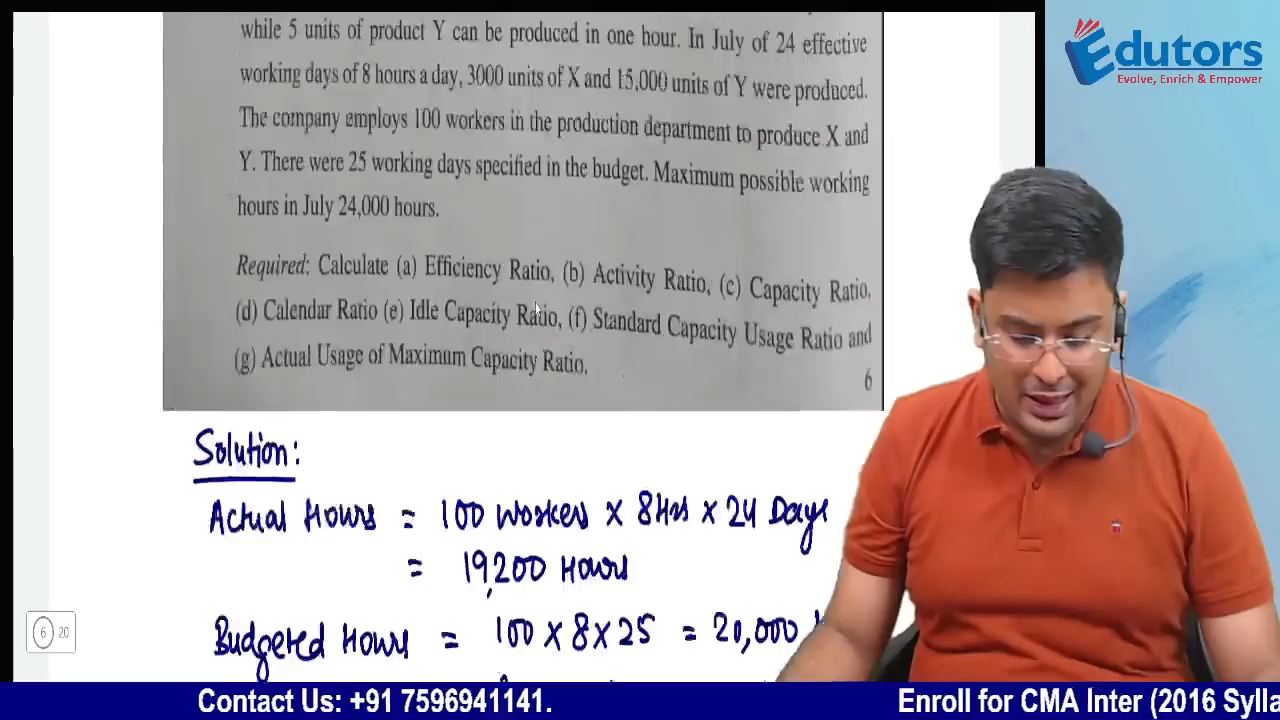 while 5 units of product Y can be produced in one hour. In July of 24 effective
working days of 8 hours a day, 3000 units of X and 15,000 units of Y were produced.
The company employs 100 workers in the production department to produce X and
Y. There were 25 working days specified in the budget. Maximum possible working
hours in July 24,000 hours.
Required: Calculate (a) Efficiency Ratio, (b) Activity Ratio, (c) Capacity Ratio,
(d) Calendar Ratio (e) Idle Capacity Ratio, (f) Standard Capacity Usage Ratio and
(g) Actual Usage of Maximum Capacity Ratio.
6
Solution:
Actual Hours = 100 workers × 8 Hrs × 24 Days
= 19,200 Hours
Budgeted Hours = 100 × 8 × 25 = 20,000
6 20
Edutors
Evolve, Enrich & Empower
Contact Us: +91 7596941141.
Enroll for CMA Inter (2016 Sylla